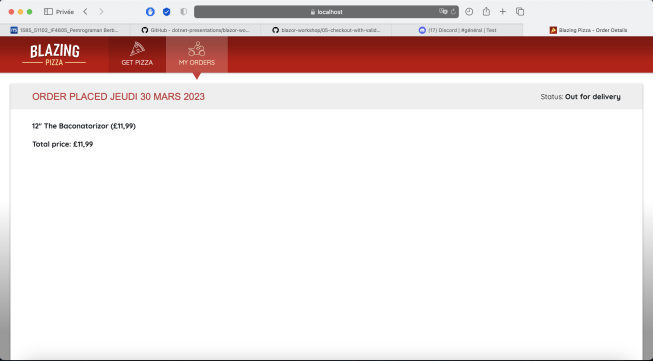 Privée
localhost
1585_S1102_IF4605_Pemrograman Berb...
GitHub - dotnet-presentations/blazor-wo...
blazor-workshop/05-checkout-with-valid...
(17) Discord | #général | Test
Blazing Pizza - Order Details
BLAZING
PIZZA
GET PIZZA
MY ORDERS
ORDER PLACED JEUDI 30 MARS 2023
Status: Out for delivery
12" The Baconatorizor (£11,99)
Total price: £11,99